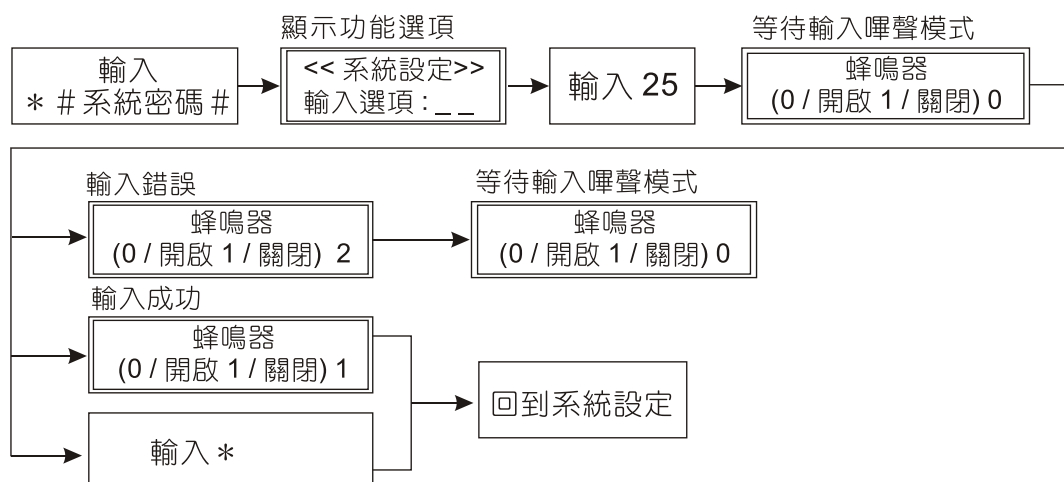 顯示功能選項
等待輸入嗶聲模式
輸入
*#系統密碼#
<<系統設定>>
輸入選項:_ _
輸入 25
蜂鳴器
(0 / 開啟 1 / 關閉) 0
輸入錯誤
等待輸入嗶聲模式
蜂鳴器
(0 / 開啟 1 / 關閉) 2
蜂鳴器
(0 / 開啟 1 / 關閉) 0
輸入成功
蜂鳴器
(0 / 開啟 1 / 關閉) 1
回到系統設定
輸入*